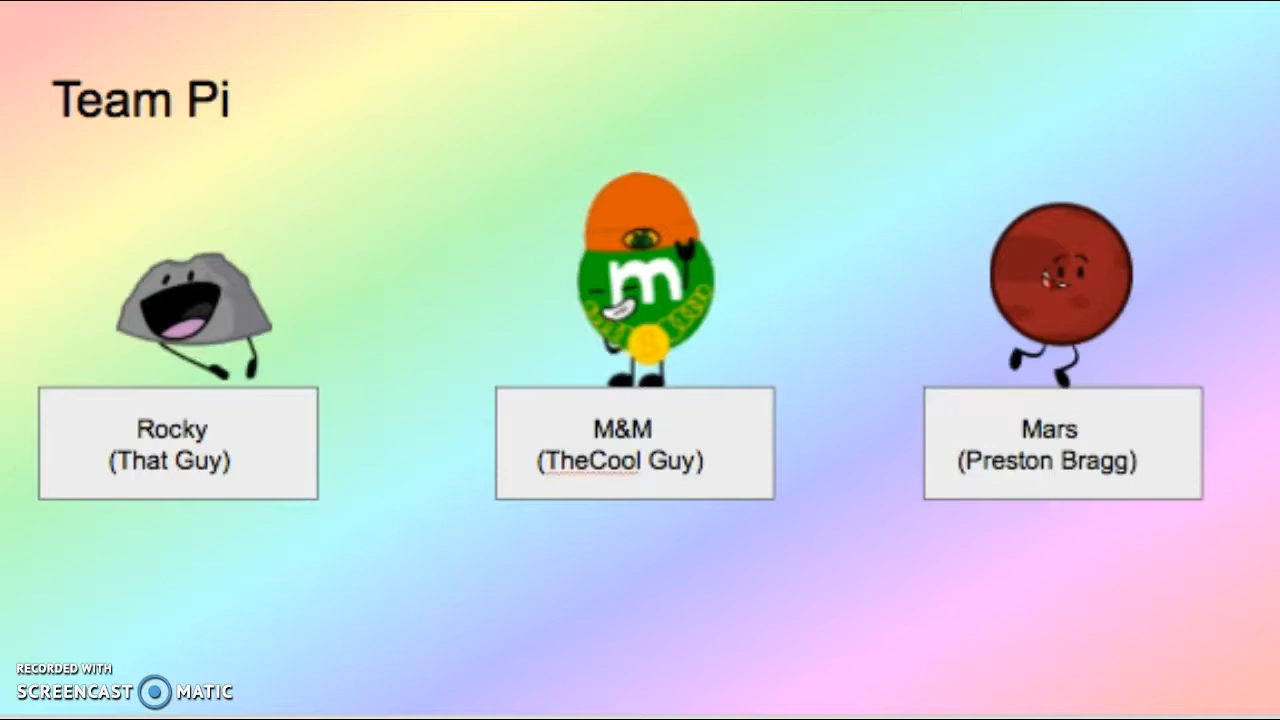 Team Pi
m
Rocky
(That Guy)
M&M
(TheCool Guy)
Mars
(Preston Bragg)
RECORDED WITH
SCREENCAST MATIC